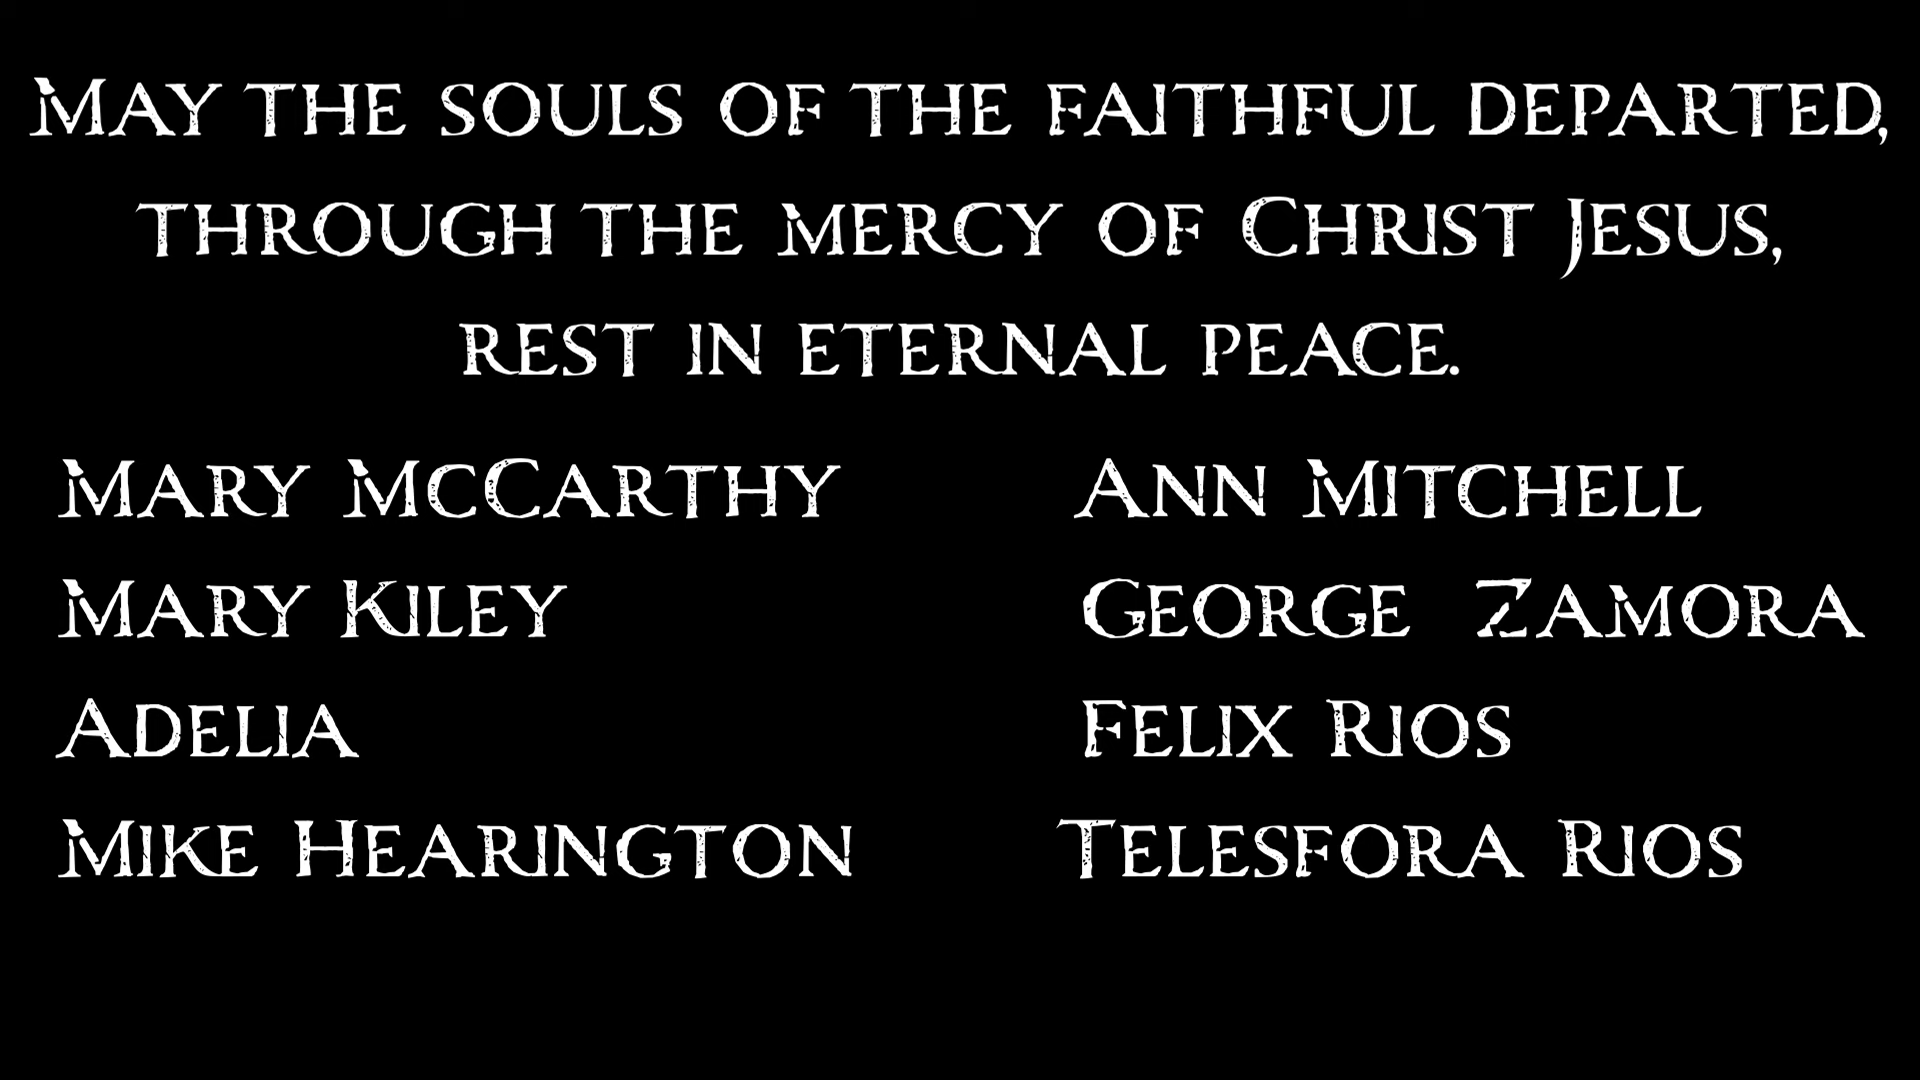 May the souls of the faithful departed,
through the mercy of Christ Jesus,
rest in eternal peace.
Mary McCarthy
Mary Kiley
Adelia
Mike Hearington
Ann Mitchell
George Zamora
Felix Rios
Telesfora Rios